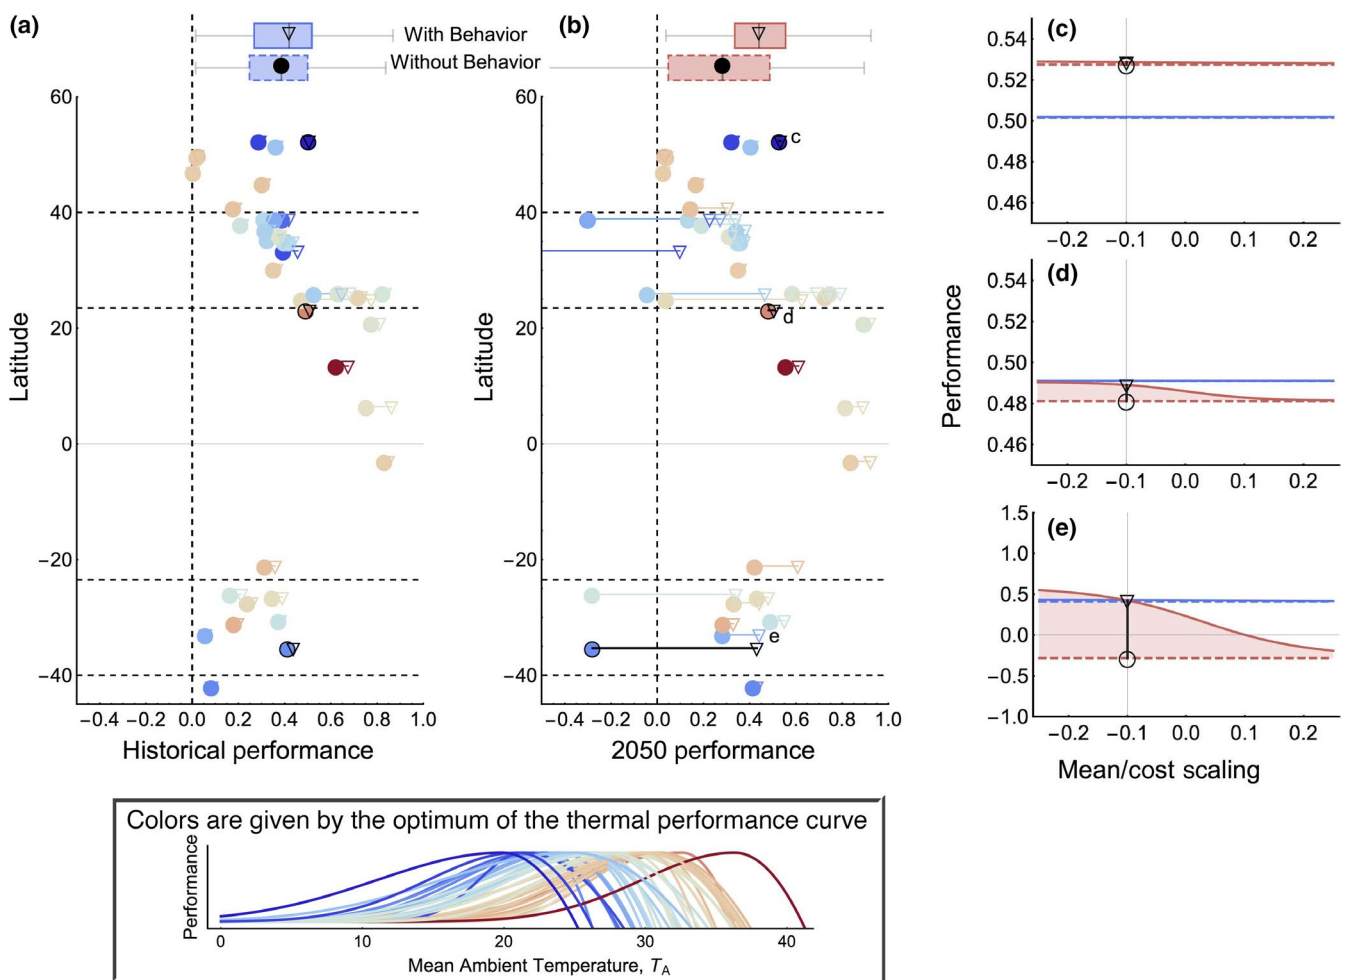 (a)
With Behavior
Without Behavior
60
40
20
0
−20
−40
Latitude
−0.4 −0.2 0.0 0.2 0.4 0.6 0.8 1.0
Historical performance
(b)
60
40
20
0
−20
−40
Latitude
c
d
e
−0.4 −0.2 0.0 0.2 0.4 0.6 0.8 1.0
2050 performance
(c)
0.54
0.52
0.50
0.48
0.46
−0.2 −0.1 0.0 0.1 0.2
(d)
0.54
0.52
0.50
0.48
0.46
−0.2 −0.1 0.0 0.1 0.2
Performance
(e)
1.5
1.0
0.5
0.0
−0.5
−1.0
−0.2 −0.1 0.0 0.1 0.2
Mean/cost scaling
Colors are given by the optimum of the thermal performance curve
Performance
0 10 20 30 40
Mean Ambient Temperature, TA